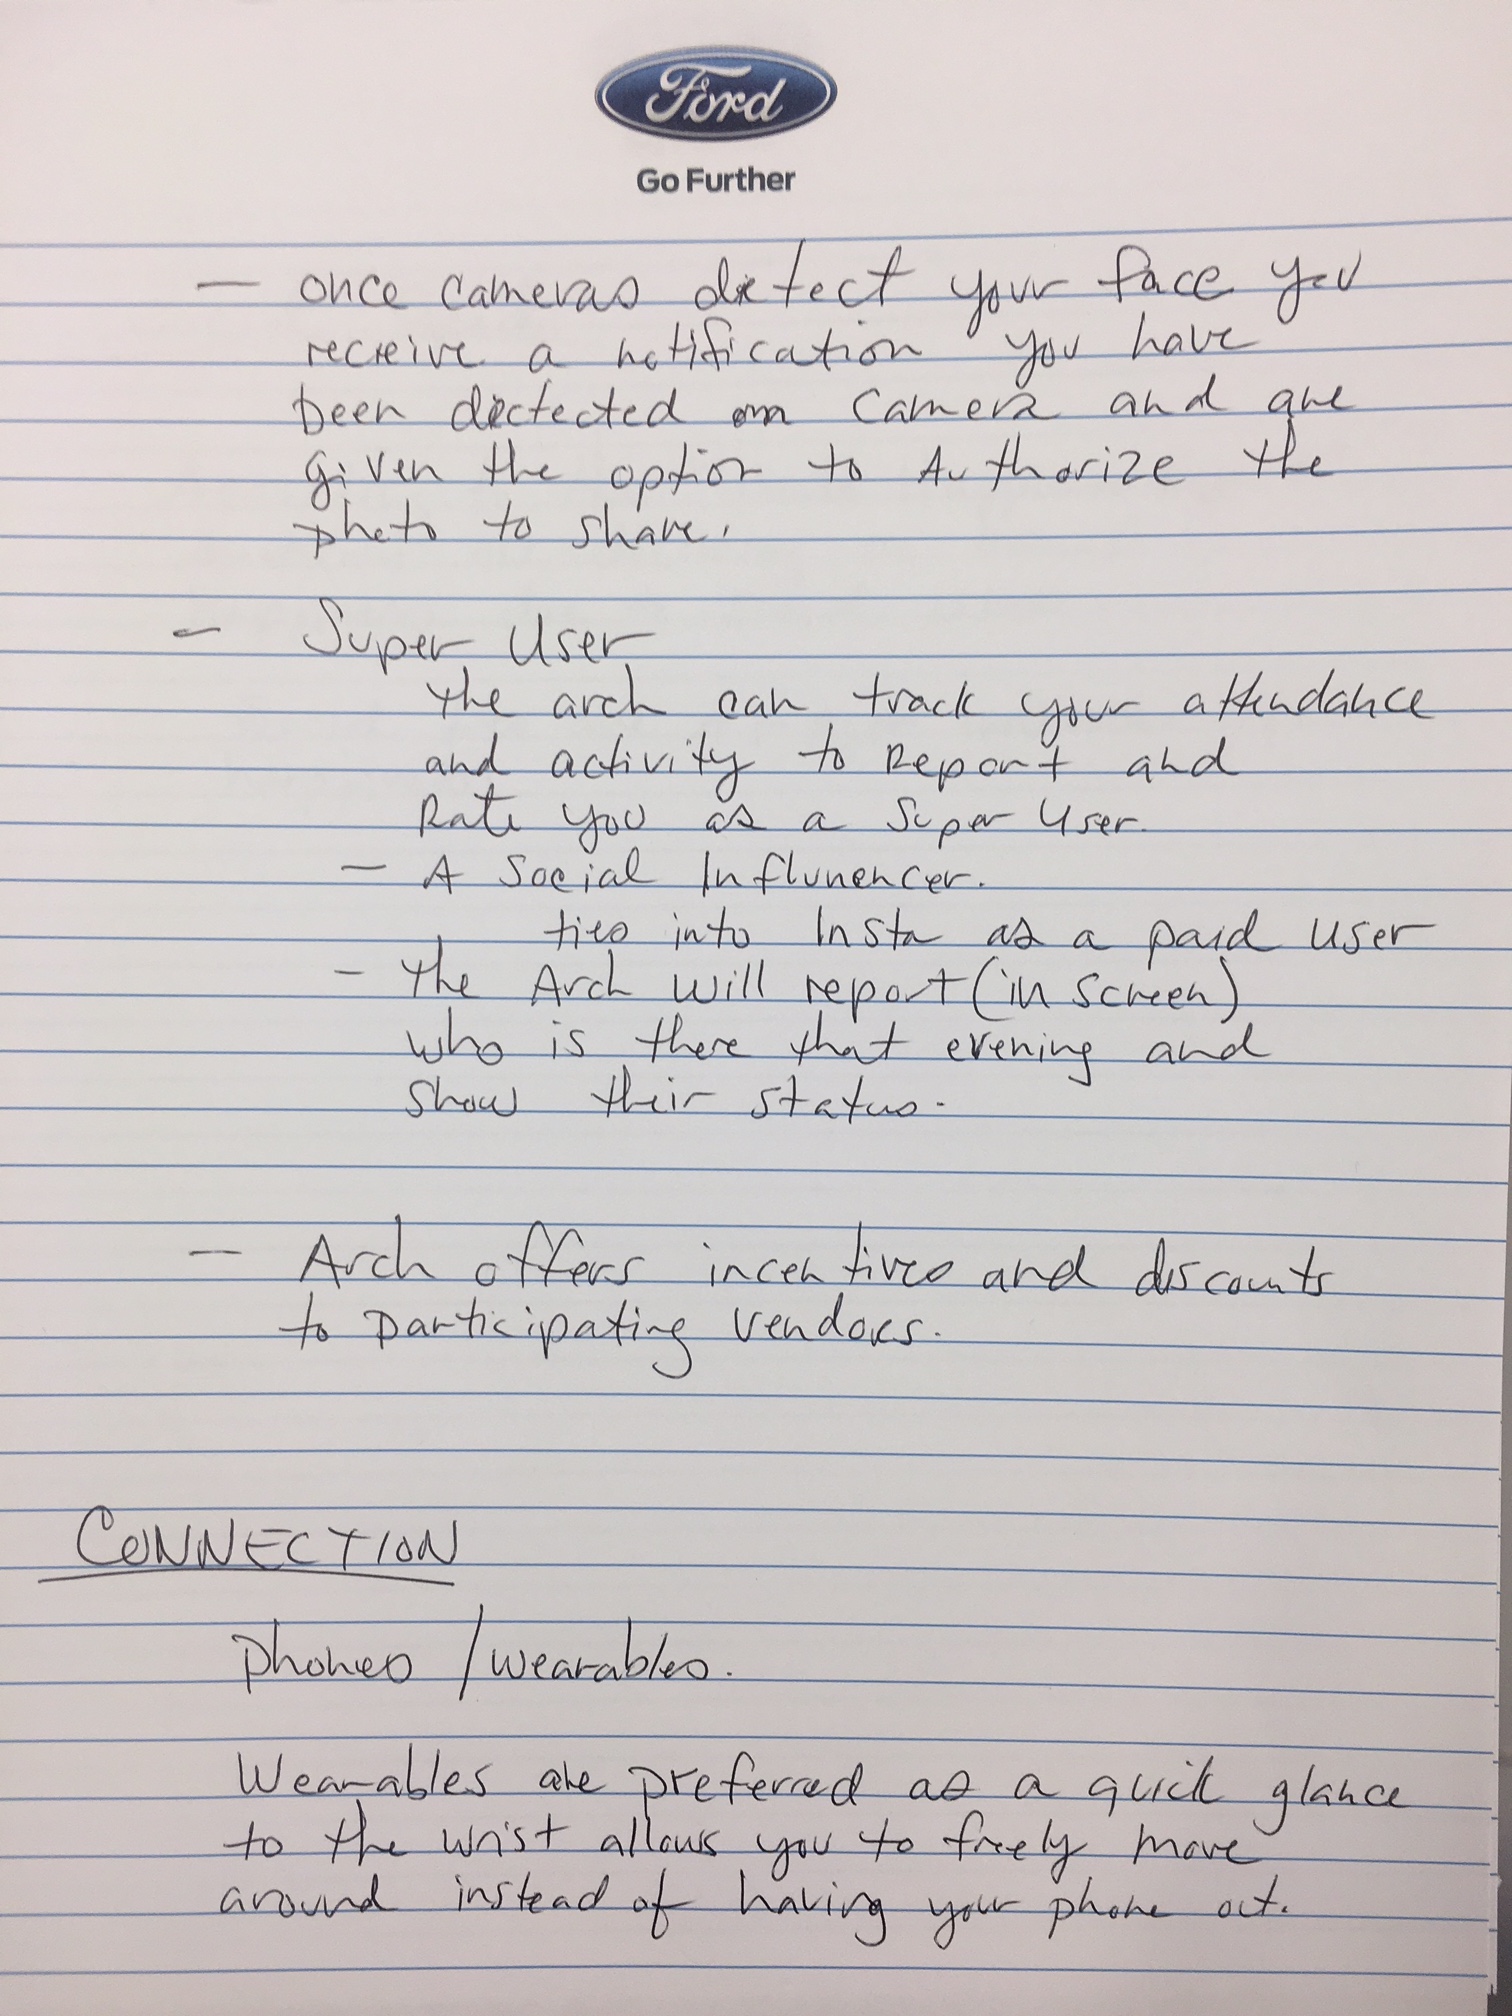 Ford
Go Further
— once cameras detect your face you
receive a notification you have
been dectected on camera and are
given the option to Authorize the
photo to share.
- Super User
the arch can track your attendance
and activity to Report and
Rate you as a Super User.
- A Social Influnencer.
ties into Insta as a paid user
- the Arch will report (in screen)
who is there that evening and
show their status.
— Arch offers incentives and discounts
to participating vendors.
CONNECTION
phones / wearables.
Wearables are preferred as a quick glance
to the wrist allows you to freely move
around instead of having your phone out.